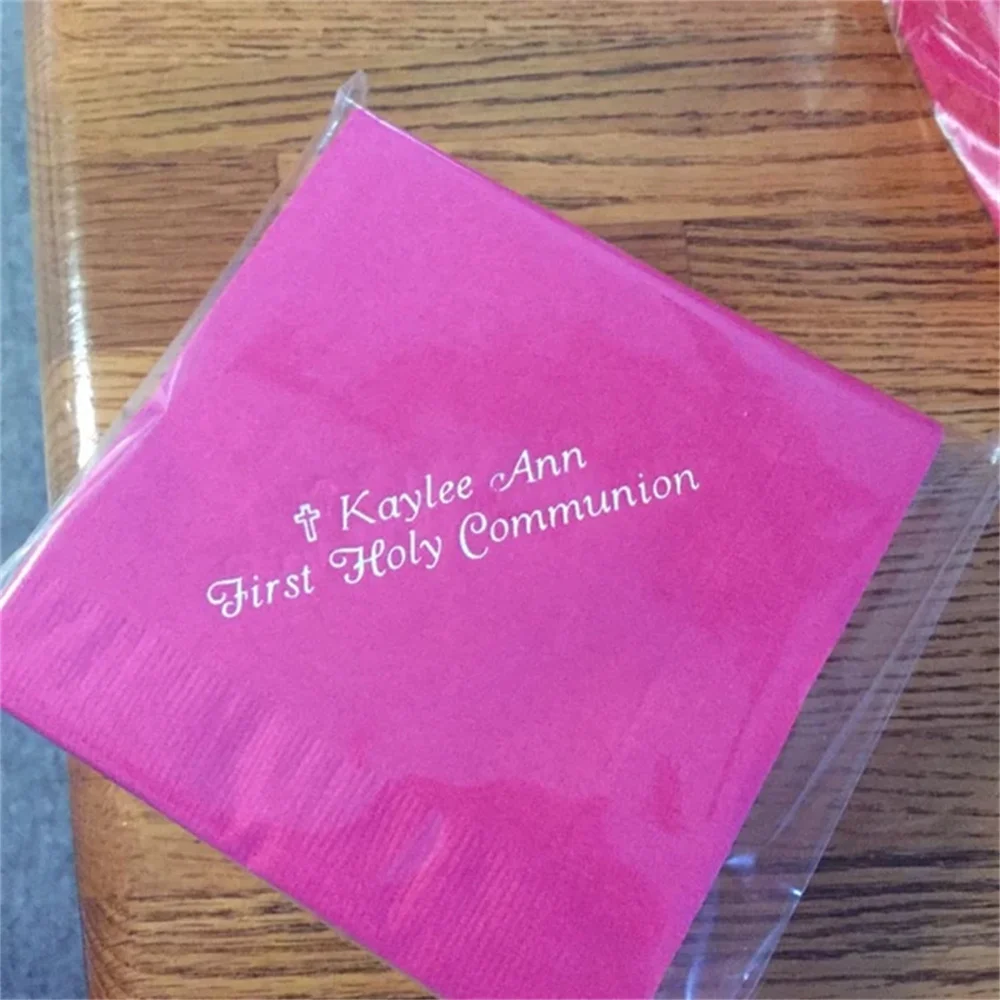 ✝ Kaylee Ann
First Holy Communion